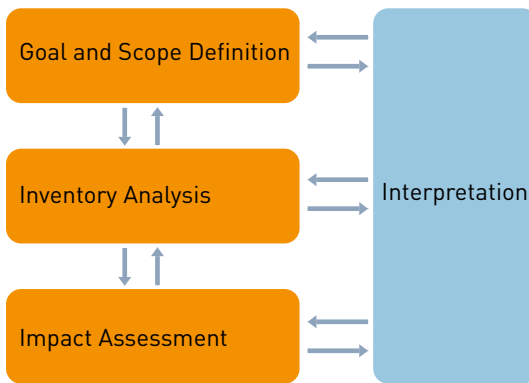 Goal and Scope Definition
Inventory Analysis
Interpretation
Impact Assessment